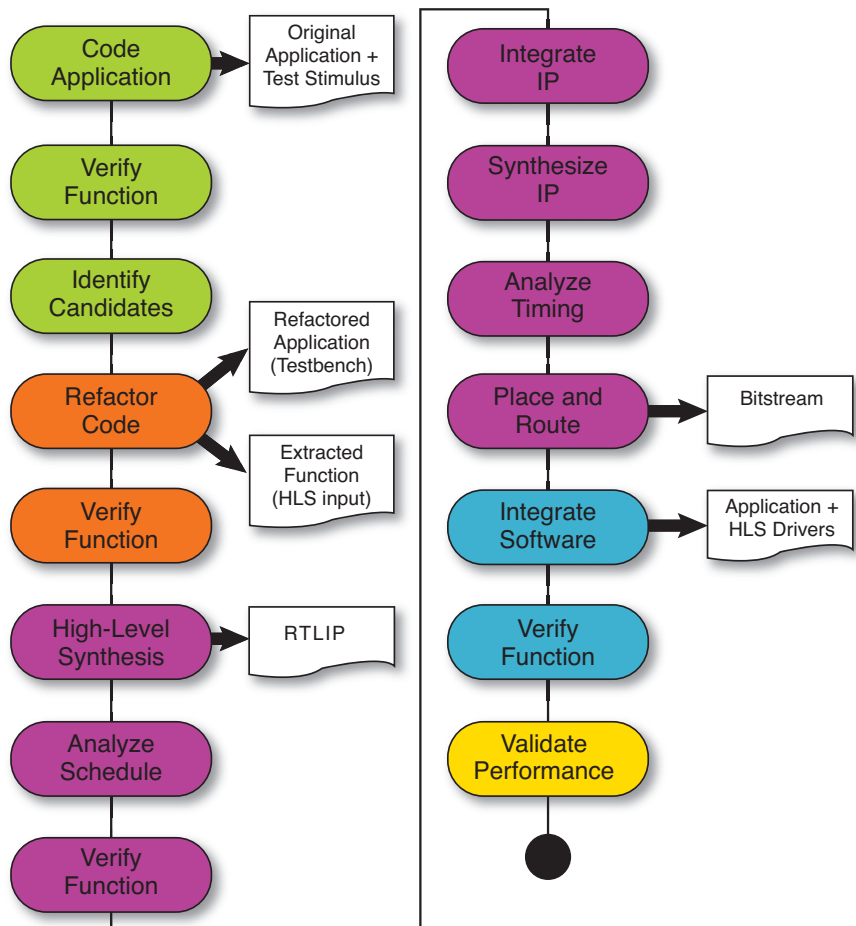 Code
Application
Original
Application +
Test Stimulus
Verify
Function
Identify
Candidates
Refactor
Code
Refactored
Application
(Testbench)
Extracted
Function
(HLS input)
Verify
Function
High-Level
Synthesis
RTLIP
Analyze
Schedule
Verify
Function
Integrate
IP
Synthesize
IP
Analyze
Timing
Place and
Route
Bitstream
Integrate
Software
Application +
HLS Drivers
Verify
Function
Validate
Performance